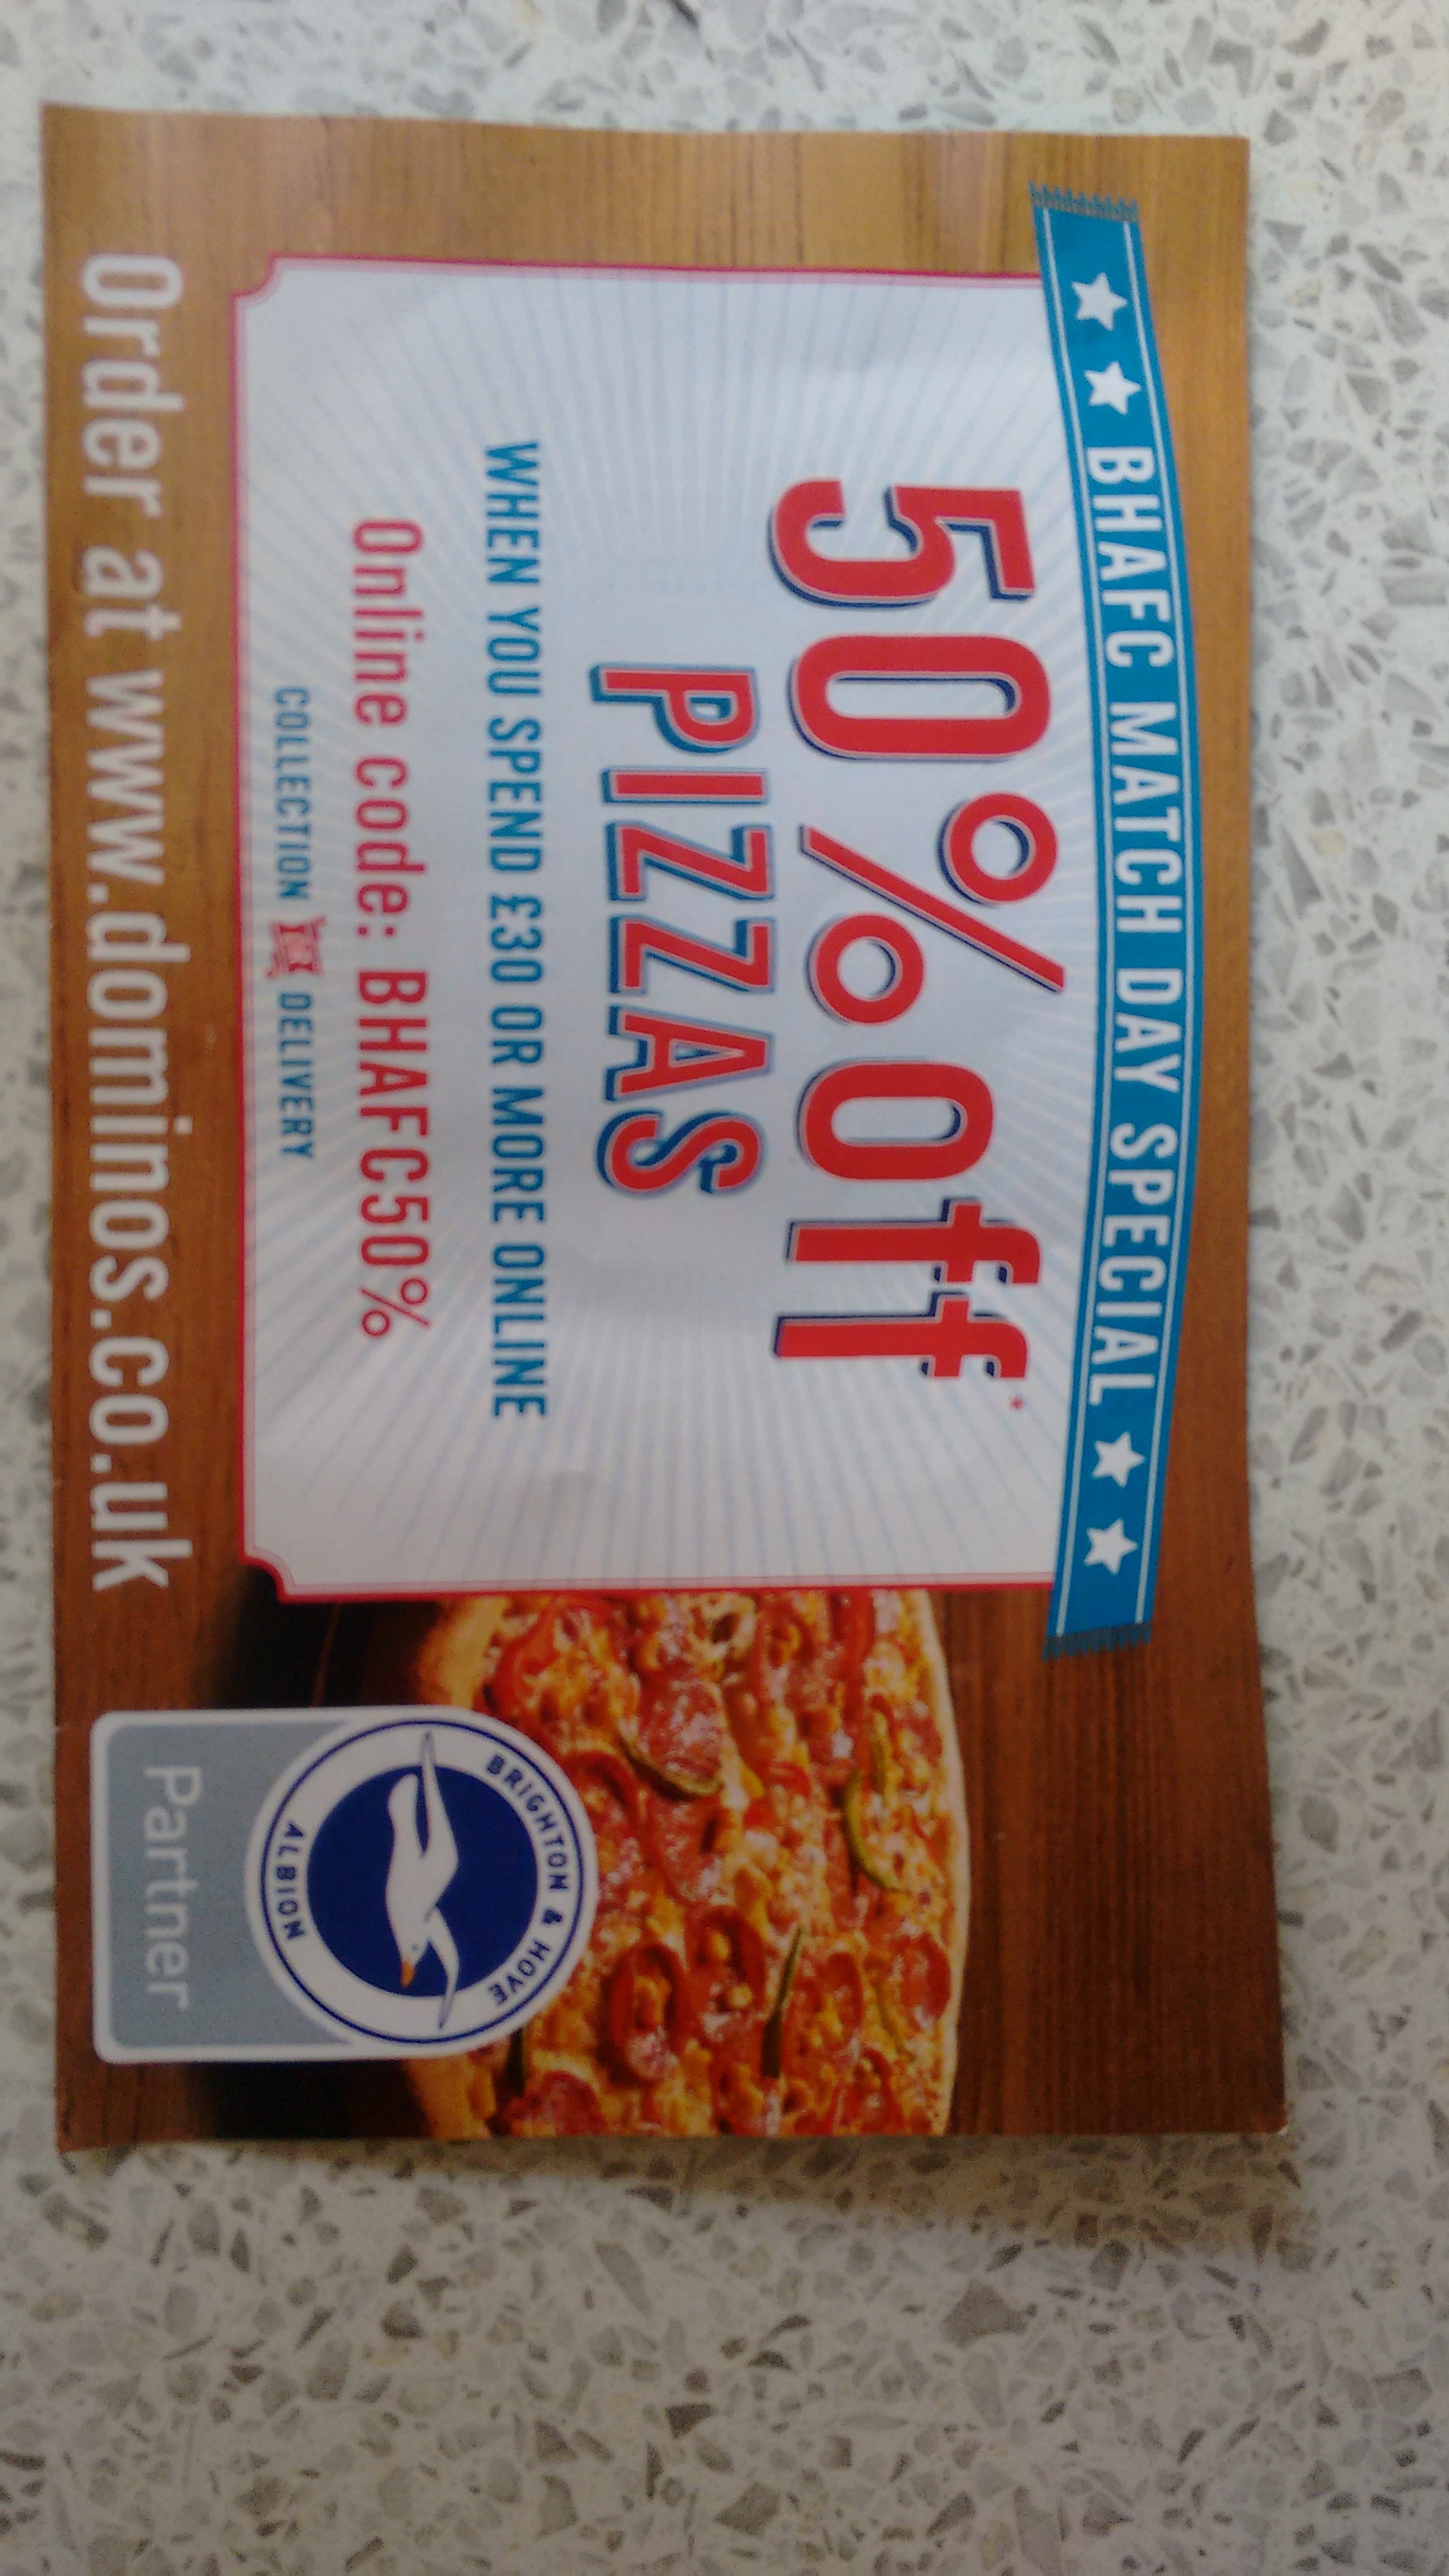 BHAFC MATCH DAY SPECIAL
50% off*
PIZZAS
WHEN YOU SPEND £30 OR MORE ONLINE
Online code: BHAFC50%
COLLECTION DELIVERY
Order at www.dominos.co.uk
BRIGHTON & HOVE
ALBION
Partner